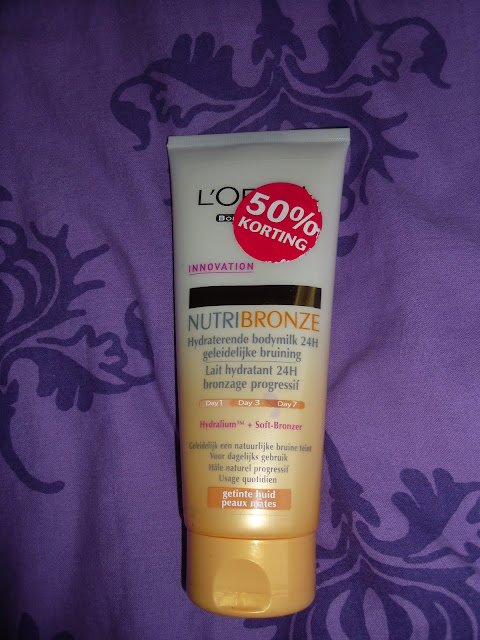 L'OR
50%
KORTING
INNOVATION
NUTRIBRONZE
Hydraterende bodymilk 24H
geleidelijke bruining
Lait hydratant 24H
bronzage progressif
Day 1 Day 3 Day 7
Hydralium™ + Soft-Bronzer
Geleidelijk een natuurlijke bruine teint
Voor dagelijks gebruik
Hâle naturel progressif
Usage quotidien
getinte huid
peaux mates